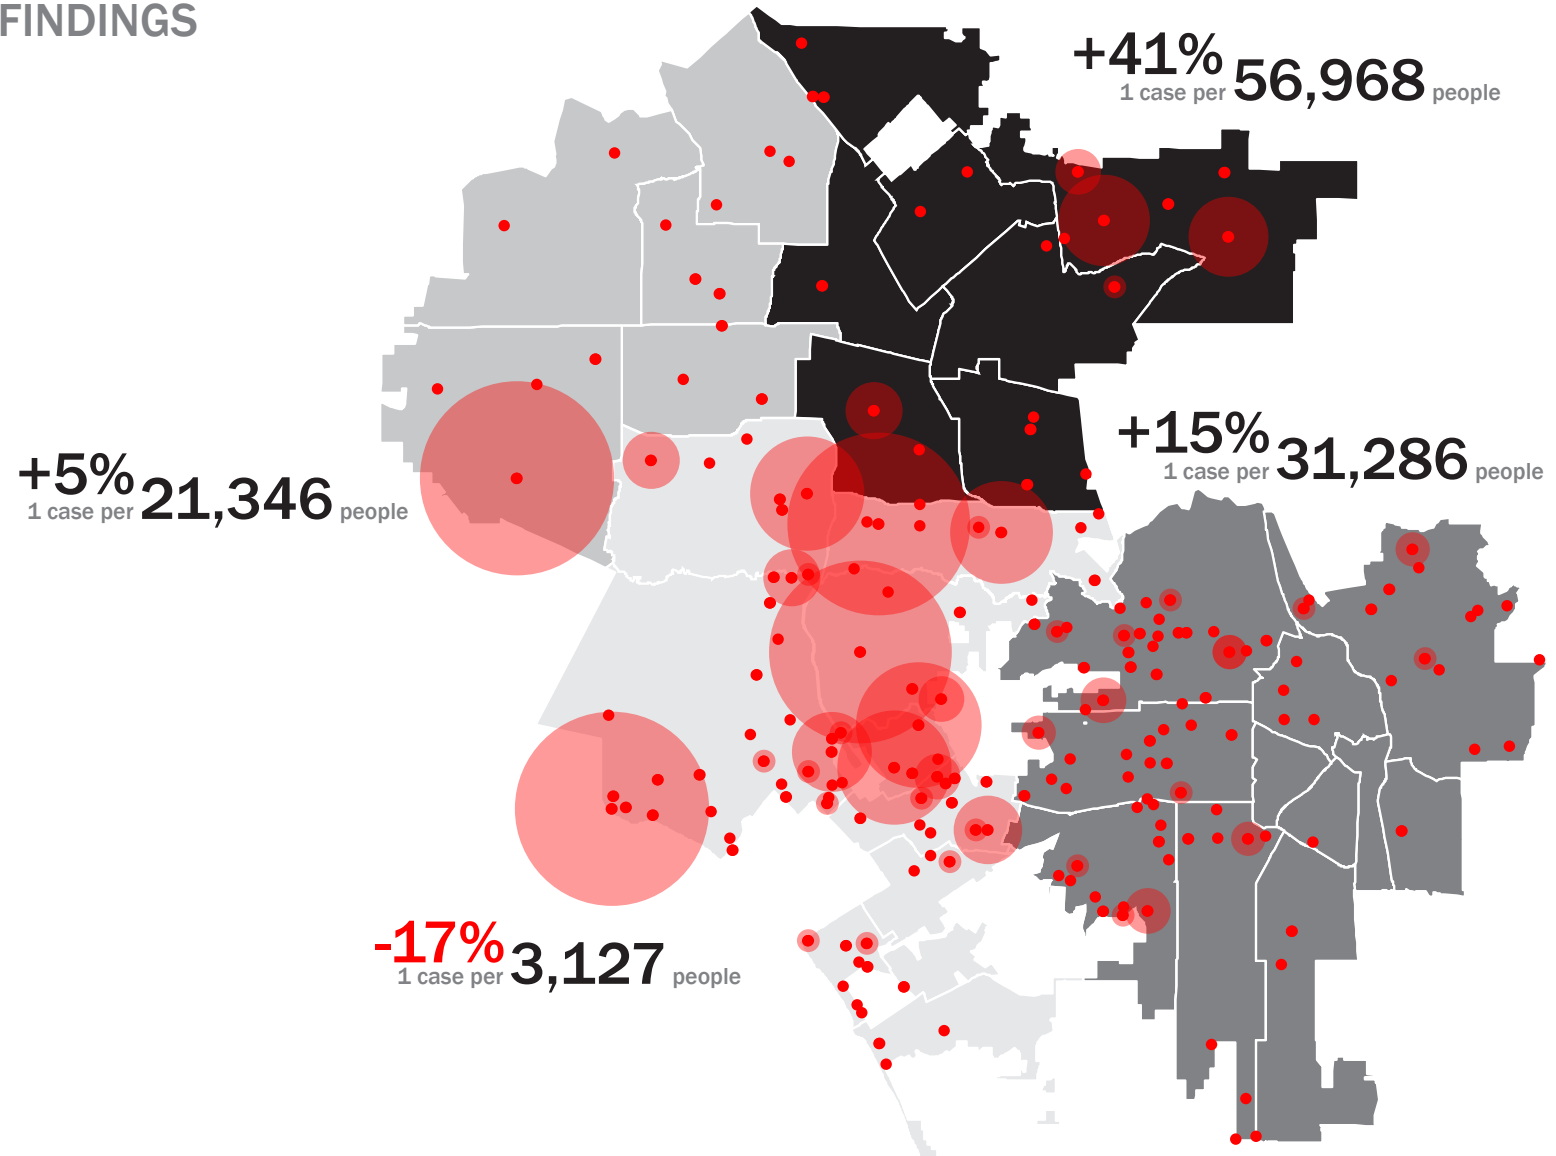 FINDINGS
+41%
1 case per 56,968 people
+15%
1 case per 31,286 people
+5%
1 case per 21,346 people
-17%
1 case per 3,127 people